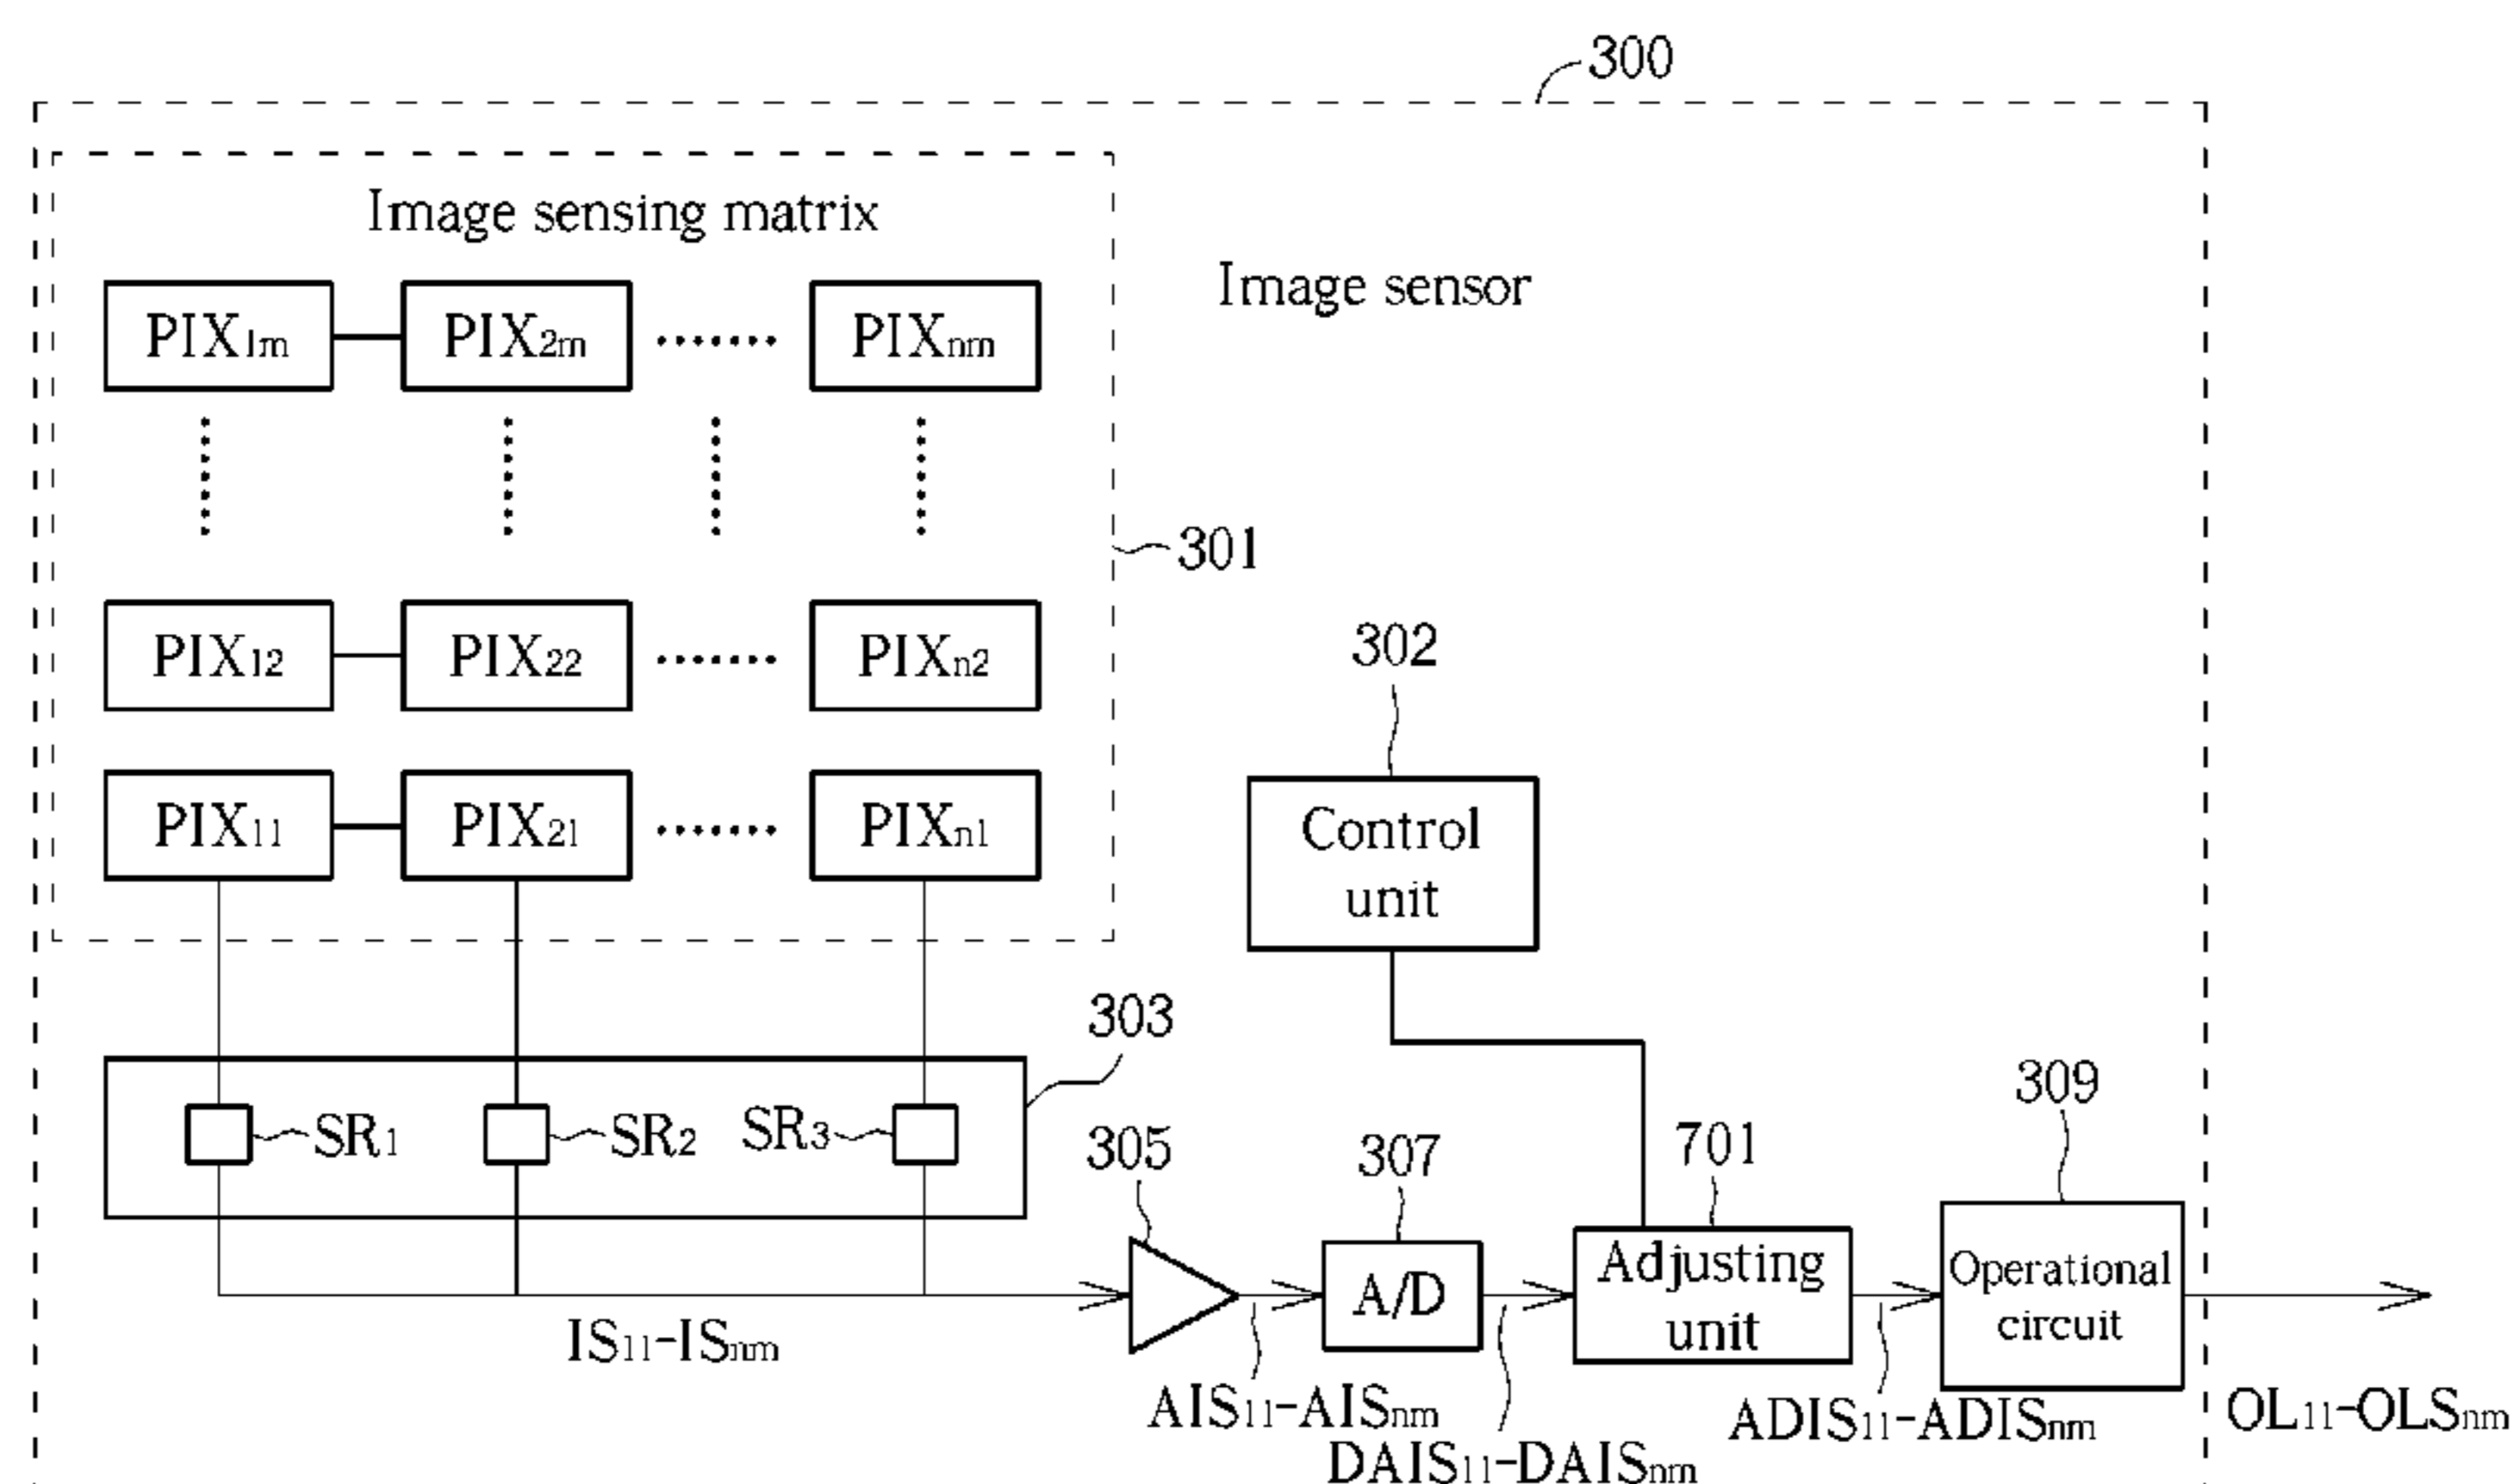 300
Image sensing matrix
Image sensor
PIX1m PIX2m ....... PIXnm
301
PIX12 PIX22 ....... PIXn2
302
PIX11 PIX21 ....... PIXn1
Control
unit
303
309
SR1 SR2 SR3
305 307 701
Adjusting
unit
A/D
Operational
circuit
IS11-ISnm
AIS11-AISnm
DAIS11-DAISnm
ADIS11-ADISnm
OL11-OLSnm